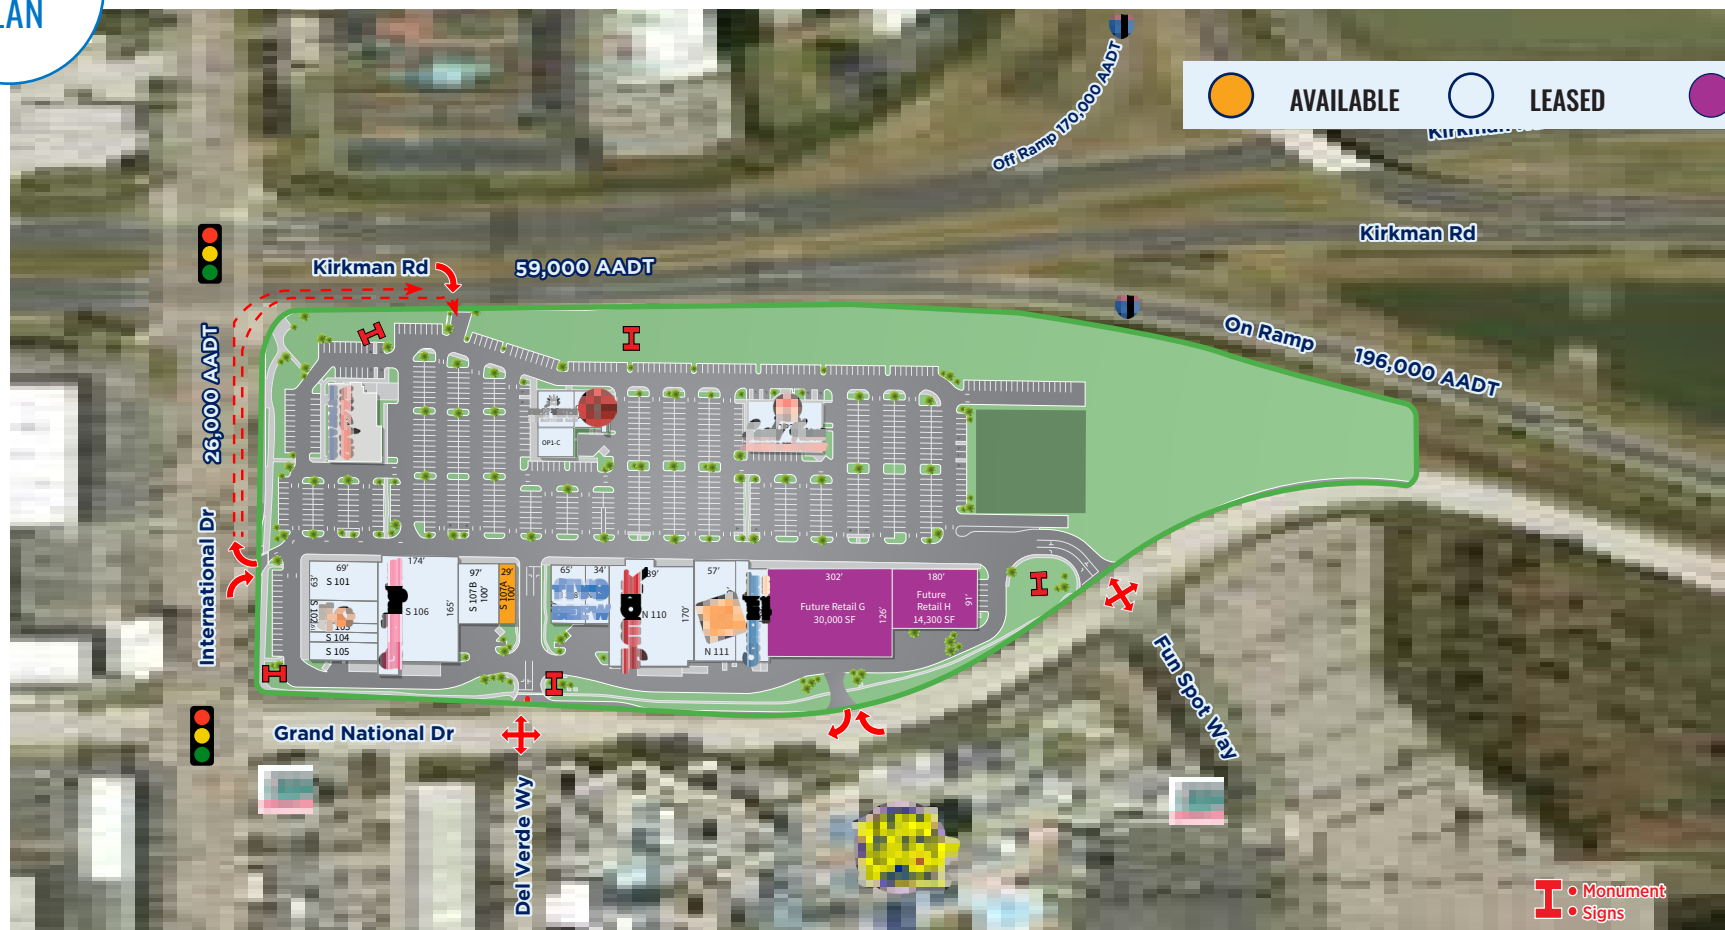 LAN
AVAILABLE
LEASED
Off Ramp 170,000 AADT
Kirkman Rd
Kirkman Rd
59,000 AADT
On Ramp
196,000 AADT
26,000 AADT
International Dr
OP1-C
69'
63'
S 101
S 104
S 105
174'
S 106
165'
97'
S 107B
100'
29'
S 107A
100'
65'
34'
N 110
170'
57'
N 111
302'
Future Retail G
30,000 SF
126'
180'
Future
Retail H
14,300 SF
91'
Grand National Dr
Del Verde Wy
Fun Spot Way
Monument
Signs